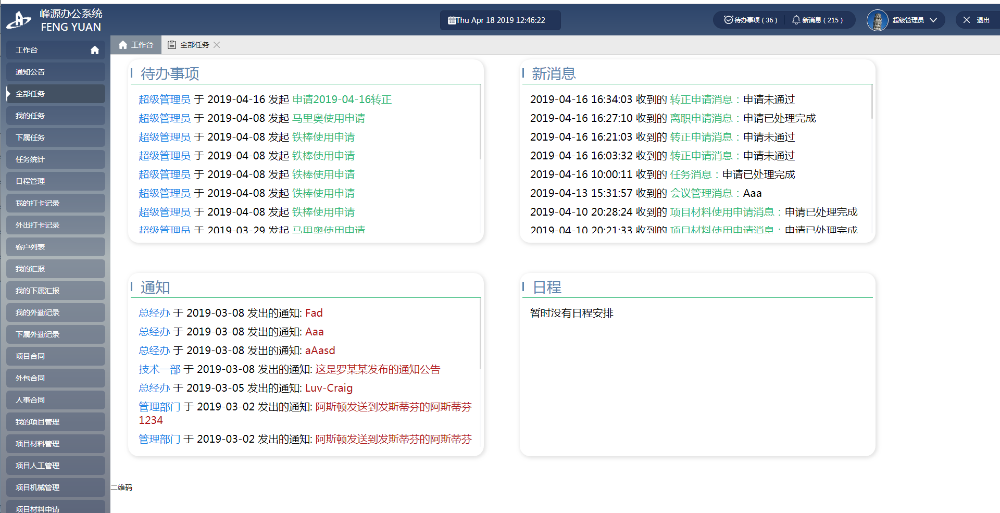 峰源办公系统
FENG YUAN
Thu Apr 18 2019 12:46:22
待办事项 ( 36 )
新消息 ( 215 )
超级管理员
退出
工作台
通知公告
全部任务
我的任务
下属任务
任务统计
日程管理
我的打卡记录
外出打卡记录
客户列表
我的汇报
我的下属汇报
我的外勤记录
下属外勤记录
项目合同
外包合同
人事合同
我的项目管理
项目材料管理
项目人工管理
项目机械管理
项目材料申请
工作台
全部任务
待办事项
超级管理员 于 2019-04-16 发起 申请2019-04-16转正
超级管理员 于 2019-04-08 发起 马里奥使用申请
超级管理员 于 2019-04-08 发起 铁棒使用申请
超级管理员 于 2019-04-08 发起 铁棒使用申请
超级管理员 于 2019-04-08 发起 铁棒使用申请
超级管理员 于 2019-04-08 发起 铁棒使用申请
超级管理员 于 2019-04-08 发起 铁棒使用申请
超级管理员 于 2019-03-29 发起 马里奥使用申请
新消息
2019-04-16 16:34:03 收到的 转正申请消息：申请未通过
2019-04-16 16:27:10 收到的 离职申请消息：申请已处理完成
2019-04-16 16:21:03 收到的 转正申请消息：申请未通过
2019-04-16 16:03:32 收到的 转正申请消息：申请未通过
2019-04-16 10:00:11 收到的 任务消息：申请已处理完成
2019-04-13 15:31:57 收到的 会议管理消息：Aaa
2019-04-10 20:28:24 收到的 项目材料使用申请消息：申请已处理完成
2019-04-10 20:21:33 收到的 项目材料使用申请消息：申请已处理完成
通知
总经办 于 2019-03-08 发出的通知: Fad
总经办 于 2019-03-08 发出的通知: Aaa
总经办 于 2019-03-08 发出的通知: aAasd
技术一部 于 2019-03-08 发出的通知: 这是罗某某发布的通知公告
总经办 于 2019-03-05 发出的通知: Luv-Craig
管理部门 于 2019-03-02 发出的通知: 阿斯顿发送到发斯蒂芬的阿斯蒂芬
1234
管理部门 于 2019-03-02 发出的通知: 阿斯顿发送到发斯蒂芬的阿斯蒂芬
日程
暂时没有日程安排
二维码